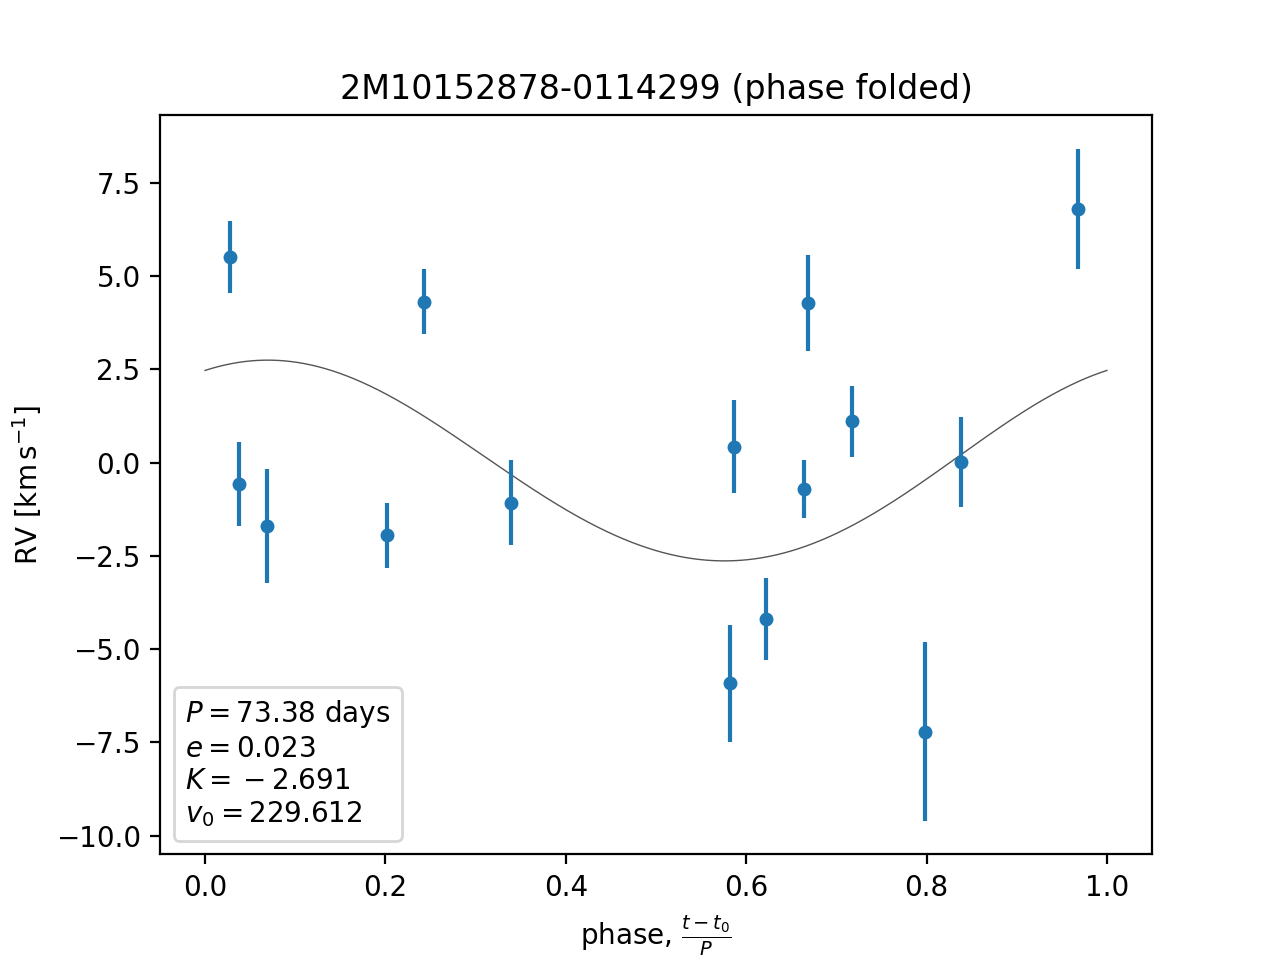 2M10152878-0114299 (phase folded)
RV [km s⁻¹]
7.5
5.0
2.5
0.0
−2.5
−5.0
−7.5
−10.0
P = 73.38 days
e = 0.023
K = −2.691
v₀ = 229.612
0.0 0.2 0.4 0.6 0.8 1.0
phase, (t − t₀)/P